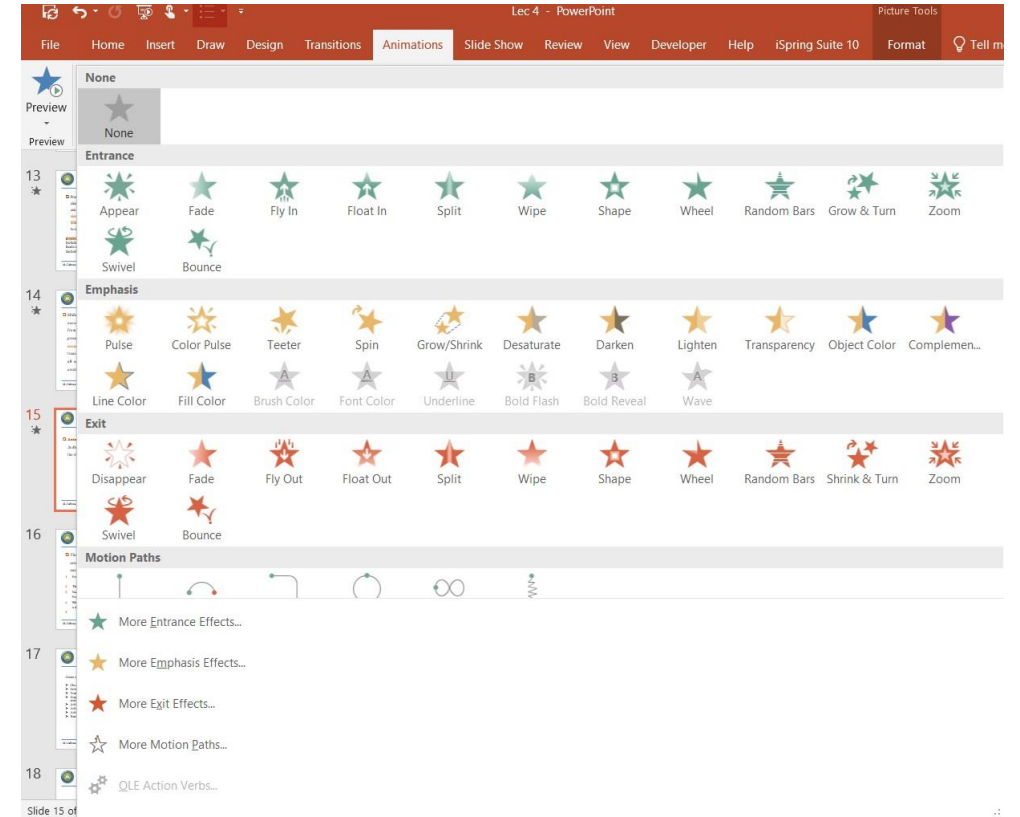 Lec 4 - PowerPoint Picture Tools
File Home Insert Draw Design Transitions Animations Slide Show Review View Developer Help iSpring Suite 10 Format Tell m
Preview
Preview
None
None
Entrance
Appear Fade Fly In Float In Split Wipe Shape Wheel Random Bars Grow & Turn Zoom
Swivel Bounce
Emphasis
Pulse Color Pulse Teeter Spin Grow/Shrink Desaturate Darken Lighten Transparency Object Color Complemen...
Line Color Fill Color Brush Color Font Color Underline Bold Flash Bold Reveal Wave
Exit
Disappear Fade Fly Out Float Out Split Wipe Shape Wheel Random Bars Shrink & Turn Zoom
Swivel Bounce
Motion Paths
More Entrance Effects...
More Emphasis Effects...
More Exit Effects...
More Motion Paths...
OLE Action Verbs...
13
14
15
16
17
18
Slide 15 of